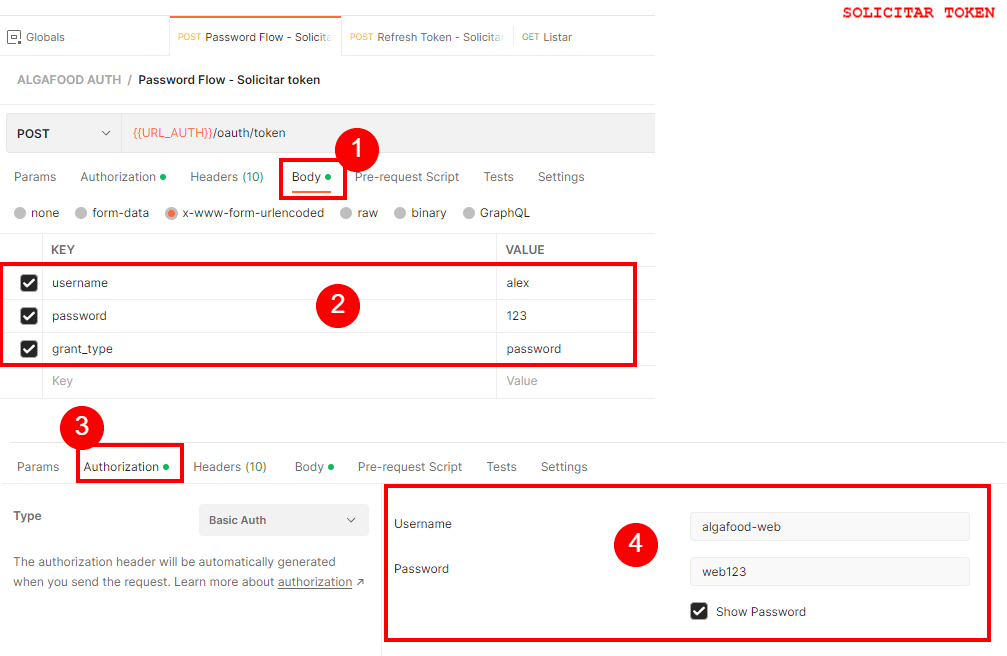 SOLICITAR TOKEN
Globals
POST Password Flow - Solicita
POST Refresh Token - Solicita
GET Listar
ALGAFOOD AUTH / Password Flow - Solicitar token
POST
{{URL_AUTH}}/oauth/token
1
Params Authorization Headers (10) Body Pre-request Script Tests Settings
none form-data x-www-form-urlencoded raw binary GraphQL
KEY VALUE
username alex
2
password 123
grant_type password
Key Value
3
Params Authorization Headers (10) Body Pre-request Script Tests Settings
Type Basic Auth
The authorization header will be automatically generated
when you send the request. Learn more about authorization ↗
Username algafood-web
4
Password web123
Show Password